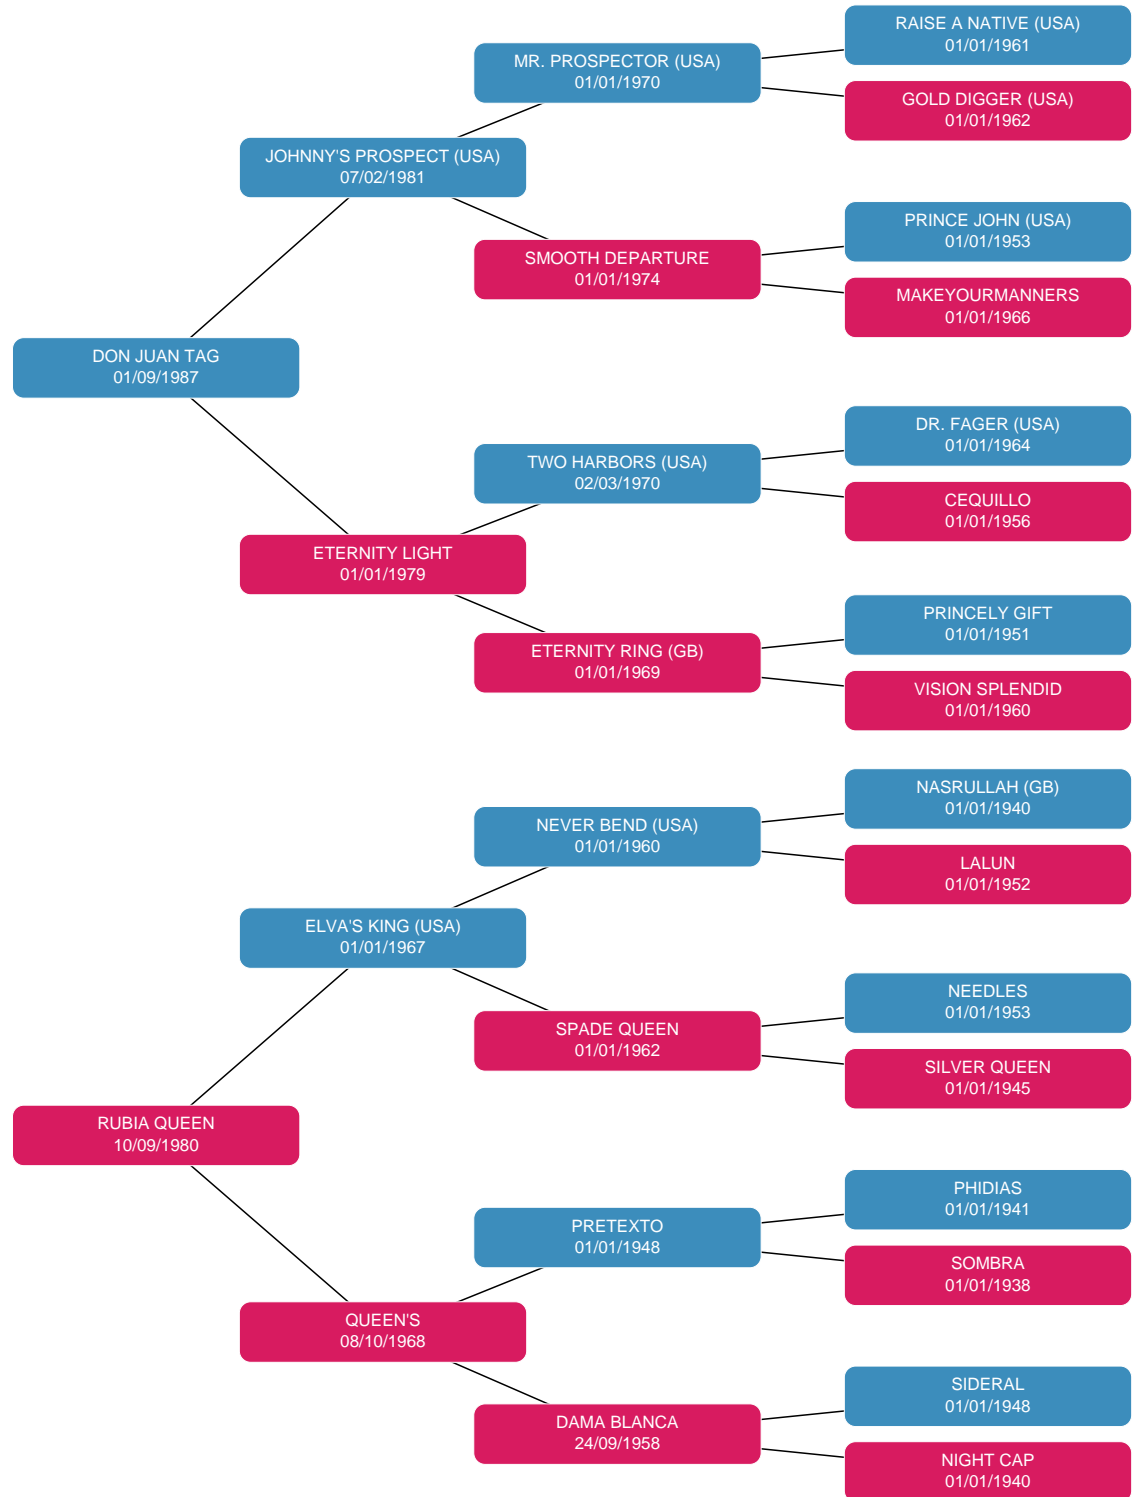 RAISE A NATIVE (USA)
01/01/1961
MR. PROSPECTOR (USA)
01/01/1970
GOLD DIGGER (USA)
01/01/1962
JOHNNY'S PROSPECT (USA)
07/02/1981
PRINCE JOHN (USA)
01/01/1953
SMOOTH DEPARTURE
01/01/1974
MAKEYOURMANNERS
01/01/1966
DON JUAN TAG
01/09/1987
DR. FAGER (USA)
01/01/1964
TWO HARBORS (USA)
02/03/1970
CEQUILLO
01/01/1956
ETERNITY LIGHT
01/01/1979
PRINCELY GIFT
01/01/1951
ETERNITY RING (GB)
01/01/1969
VISION SPLENDID
01/01/1960
NASRULLAH (GB)
01/01/1940
NEVER BEND (USA)
01/01/1960
LALUN
01/01/1952
ELVA'S KING (USA)
01/01/1967
NEEDLES
01/01/1953
SPADE QUEEN
01/01/1962
SILVER QUEEN
01/01/1945
RUBIA QUEEN
10/09/1980
PHIDIAS
01/01/1941
PRETEXTO
01/01/1948
SOMBRA
01/01/1938
QUEEN'S
08/10/1968
SIDERAL
01/01/1948
DAMA BLANCA
24/09/1958
NIGHT CAP
01/01/1940